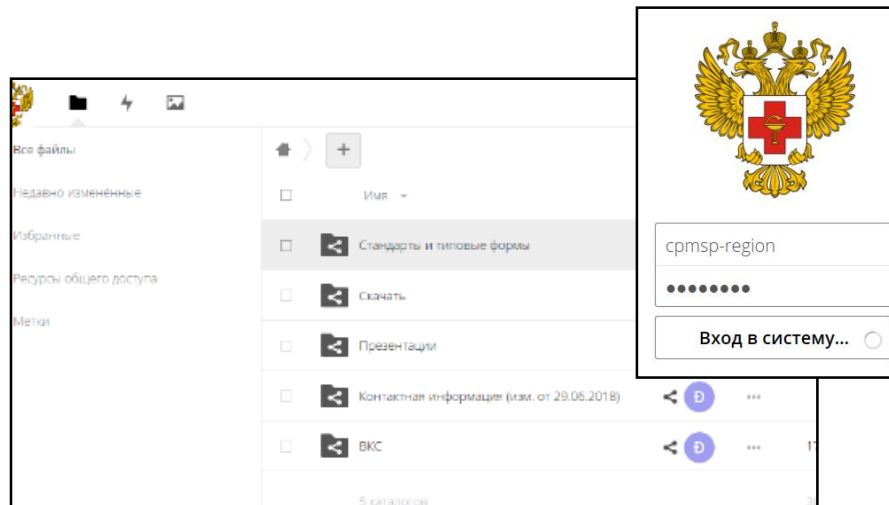 Все файлы
Недавно изменённые
Избранные
Ресурсы общего доступа
Метки
+
Имя
Стандарты и типовые формы
Скачать
Презентации
Контактная информация (изм. от 29.06.2018)
Đ
ВКС
Đ
5 каталогов
cpmsp-region
Вход в систему...